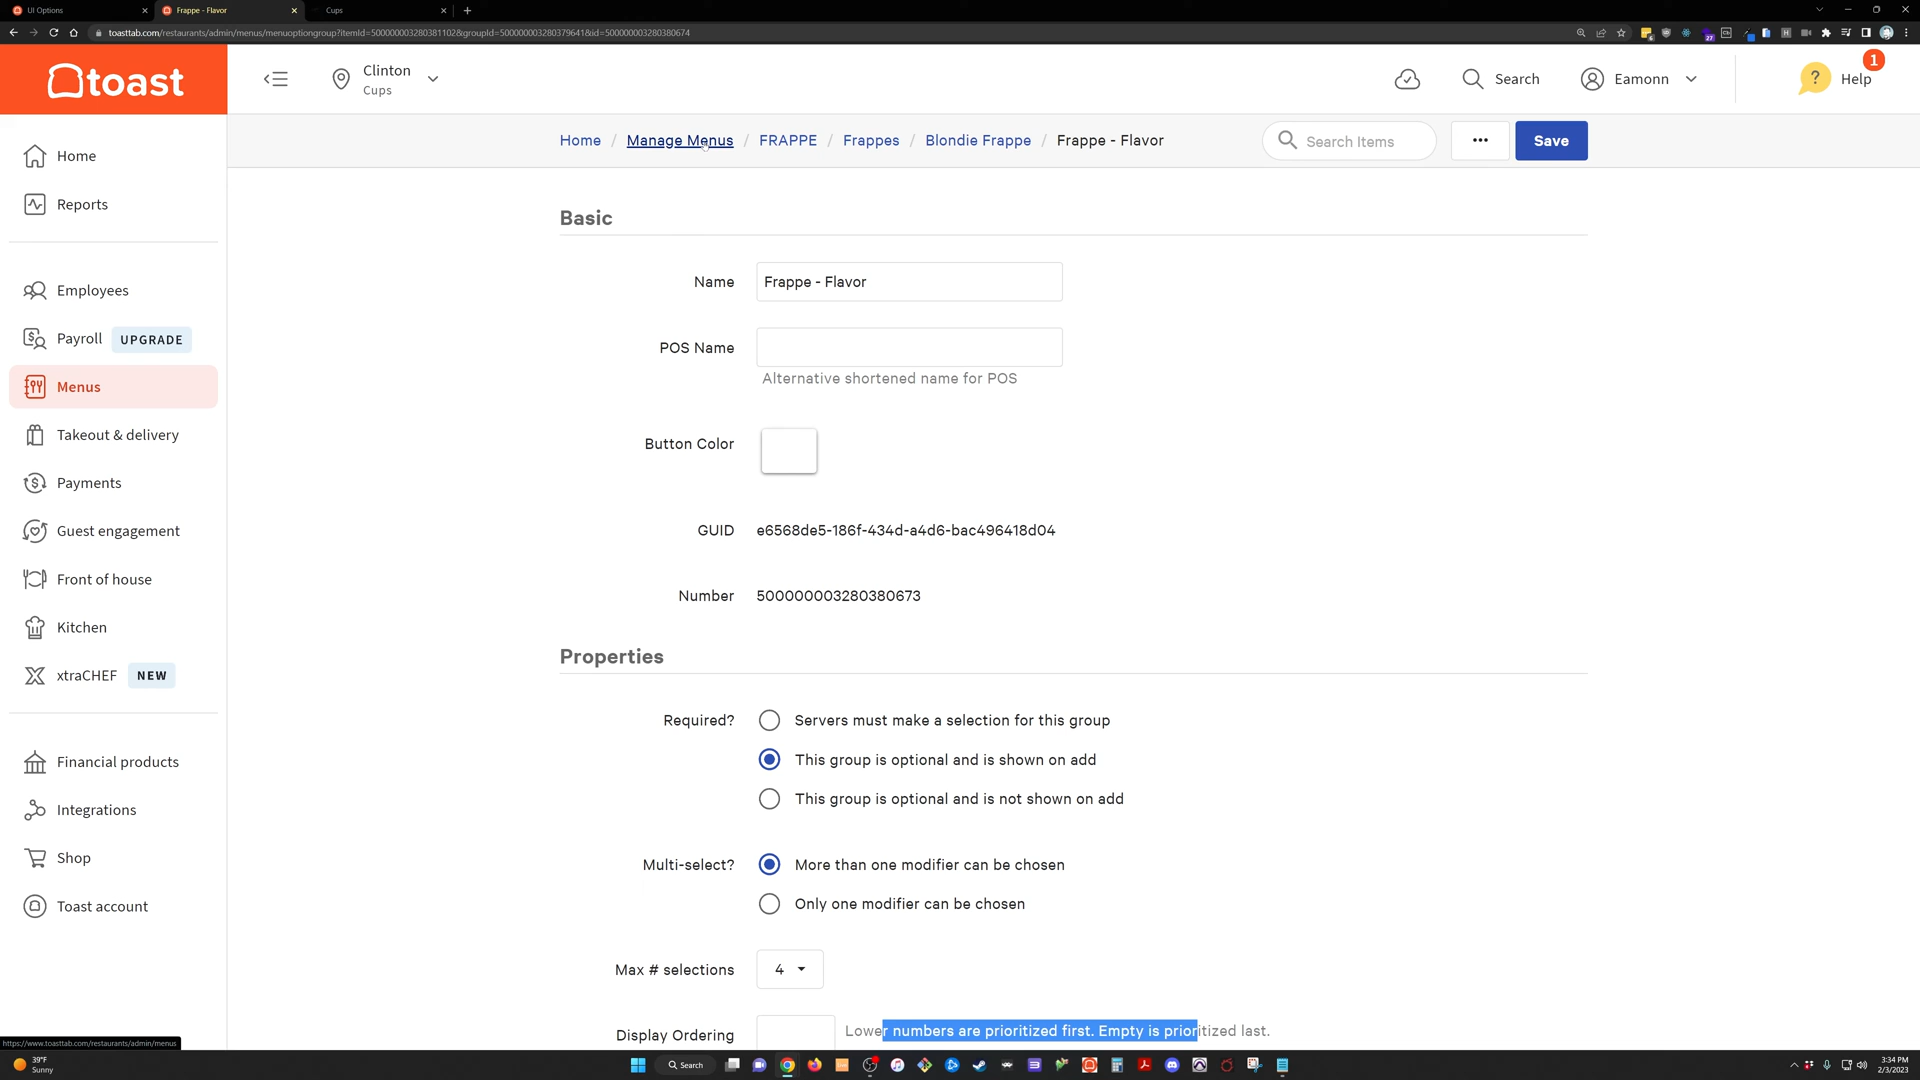 UI Options
Frappe - Flavor
Cups
toasttab.com/restaurants/admin/menus/menuoptiongroup?itemId=500000003280381102&groupId=500000003280379641&id=500000003280380674
toast
Clinton
Cups
Search
Eamonn
?
Help
1
Home / Manage Menus / FRAPPE / Frappes / Blondie Frappe / Frappe - Flavor
Search Items
•••
Save
Home
Reports
Employees
Payroll UPGRADE
Menus
Takeout & delivery
Payments
Guest engagement
Front of house
Kitchen
xtraCHEF NEW
Financial products
Integrations
Shop
Toast account
Basic
Name Frappe - Flavor
POS Name
Alternative shortened name for POS
Button Color
GUID e6568de5-186f-434d-a4d6-bac496418d04
Number 500000003280380673
Properties
Required? Servers must make a selection for this group
This group is optional and is shown on add
This group is optional and is not shown on add
Multi-select? More than one modifier can be chosen
Only one modifier can be chosen
Max # selections 4
Display Ordering Lower numbers are prioritized first. Empty is prioritized last.
https://www.toasttab.com/restaurants/admin/menus
39°F
Sunny
Search
3:34 PM
2/3/2023